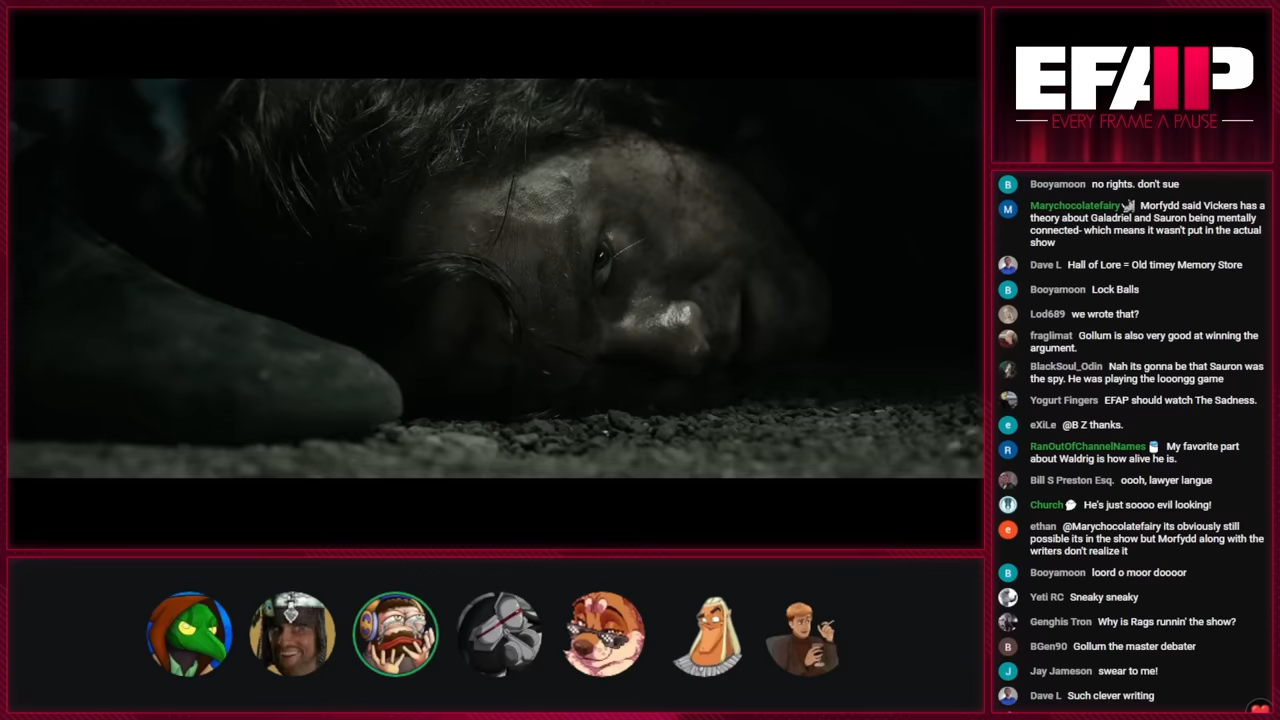 EFAP
EVERY FRAME A PAUSE
Booyamoon no rights. don't sue
Marychocolatefairy Morfydd said Vickers has a
theory about Galadriel and Sauron being mentally
connected- which means it wasn't put in the actual
show
Dave L Hall of Lore = Old timey Memory Store
Booyamoon Lock Balls
Lod689 we wrote that?
fraglimat Gollum is also very good at winning the
argument.
BlackSoul_Odin Nah its gonna be that Sauron was
the spy. He was playing the looongg game
Yogurt Fingers EFAP should watch The Sadness.
eXiLe @B Z thanks.
RanOutOfChannelNames My favorite part
about Waldrig is how alive he is.
Bill S Preston Esq. oooh, lawyer langue
Church He's just soooo evil looking!
ethan @Marychocolatefairy its obviously still
possible its in the show but Morfydd along with the
writers don't realize it
Booyamoon loord o moor doooor
Yeti RC Sneaky sneaky
Genghis Tron Why is Rags runnin' the show?
BGen90 Gollum the master debater
Jay Jameson swear to me!
Dave L Such clever writing